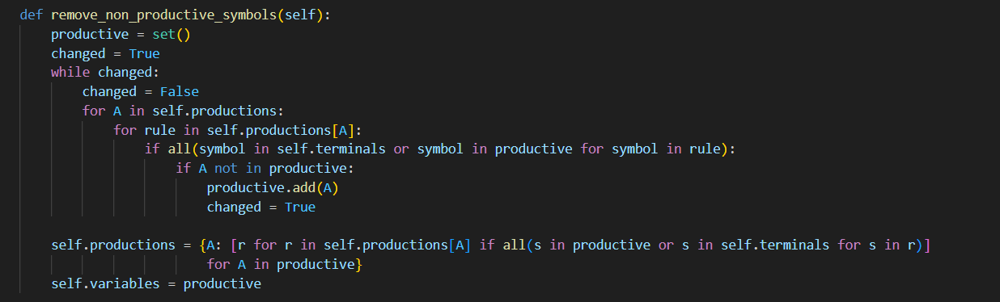 def remove_non_productive_symbols(self):
    productive = set()
    changed = True
    while changed:
        changed = False
        for A in self.productions:
            for rule in self.productions[A]:
                if all(symbol in self.terminals or symbol in productive for symbol in rule):
                    if A not in productive:
                        productive.add(A)
                        changed = True

    self.productions = {A: [r for r in self.productions[A] if all(s in productive or s in self.terminals for s in r)]
                        for A in productive}
    self.variables = productive